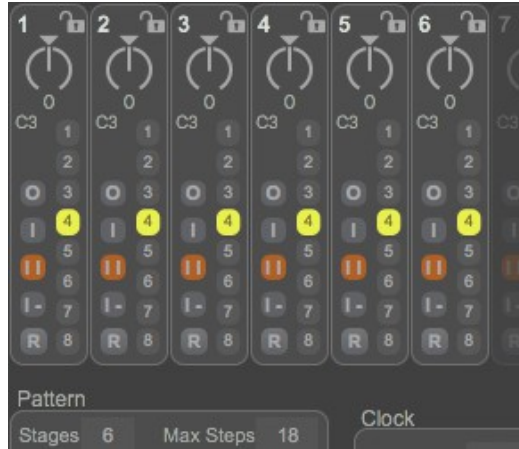 1 2 3 4 5 6 7
0 0 0 0 0 0
C3 C3 C3 C3 C3 C3 C3
1 1 1 1 1 1
2 2 2 2 2 2
O 3 O 3 O 3 O 3 O 3 O 3
I 4 I 4 I 4 I 4 I 4 I 4
II 5 II 5 II 5 II 5 II 5 II 5
6 6 6 6 6 6
I- 7 I- 7 I- 7 I- 7 I- 7 I- 7
R 8 R 8 R 8 R 8 R 8 R 8
Pattern
Clock
Stages 6 Max Steps 18